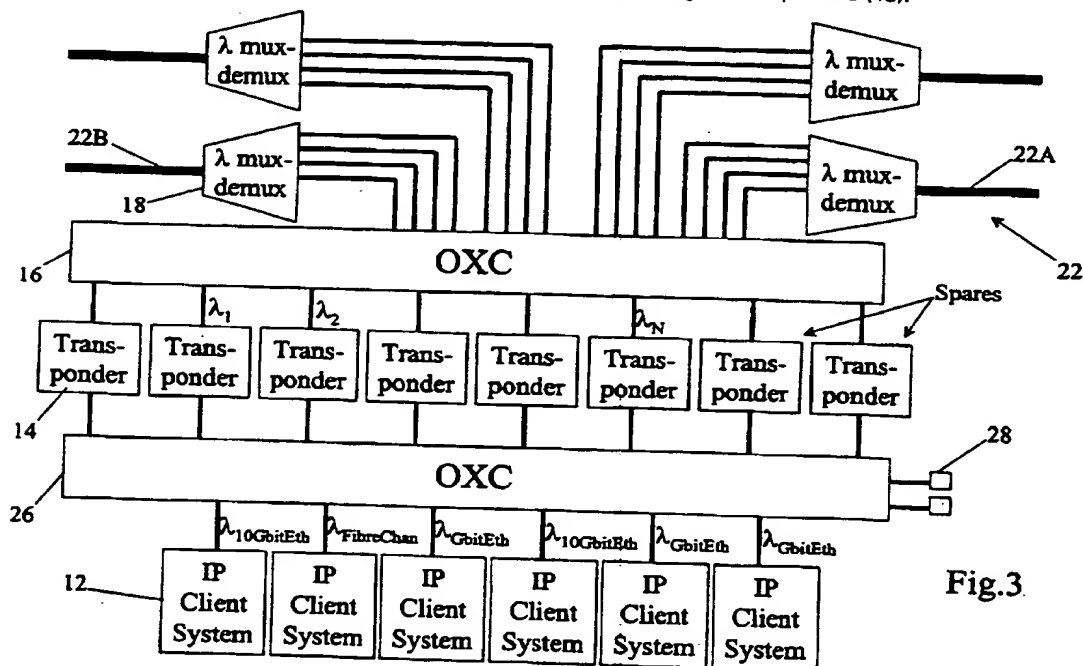 λ mux-
demux
λ mux-
demux
22B
λ mux-
demux
λ mux-
demux
22A
18
16
OXC
22
Spares
λ1
λ2
λN
Trans-
ponder
Trans-
ponder
Trans-
ponder
Trans-
ponder
Trans-
ponder
Trans-
ponder
Trans-
ponder
Trans-
ponder
14
28
OXC
26
λ10GbitEth
λFibreChan
λGbitEth
λ10GbitEth
λGbitEth
λGbitEth
12
IP
Client
System
IP
Client
System
IP
Client
System
IP
Client
System
IP
Client
System
IP
Client
System
Fig.3